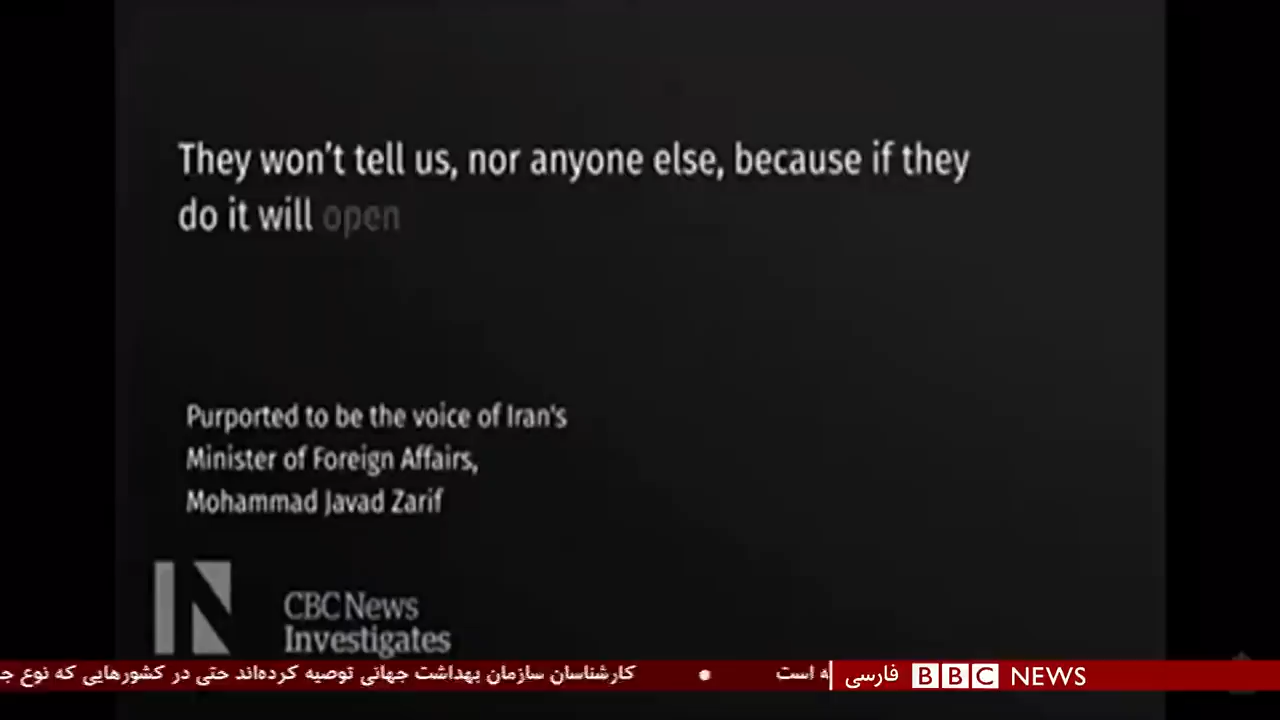 They won't tell us, nor anyone else, because if they
do it will open
Purported to be the voice of Iran's
Minister of Foreign Affairs,
Mohammad Javad Zarif
CBC News
Investigates
BBC NEWS فارسی
است
کارشناسان سازمان بهداشت جهانی توصیه کرده‌اند حتی در کشورهایی که نوع